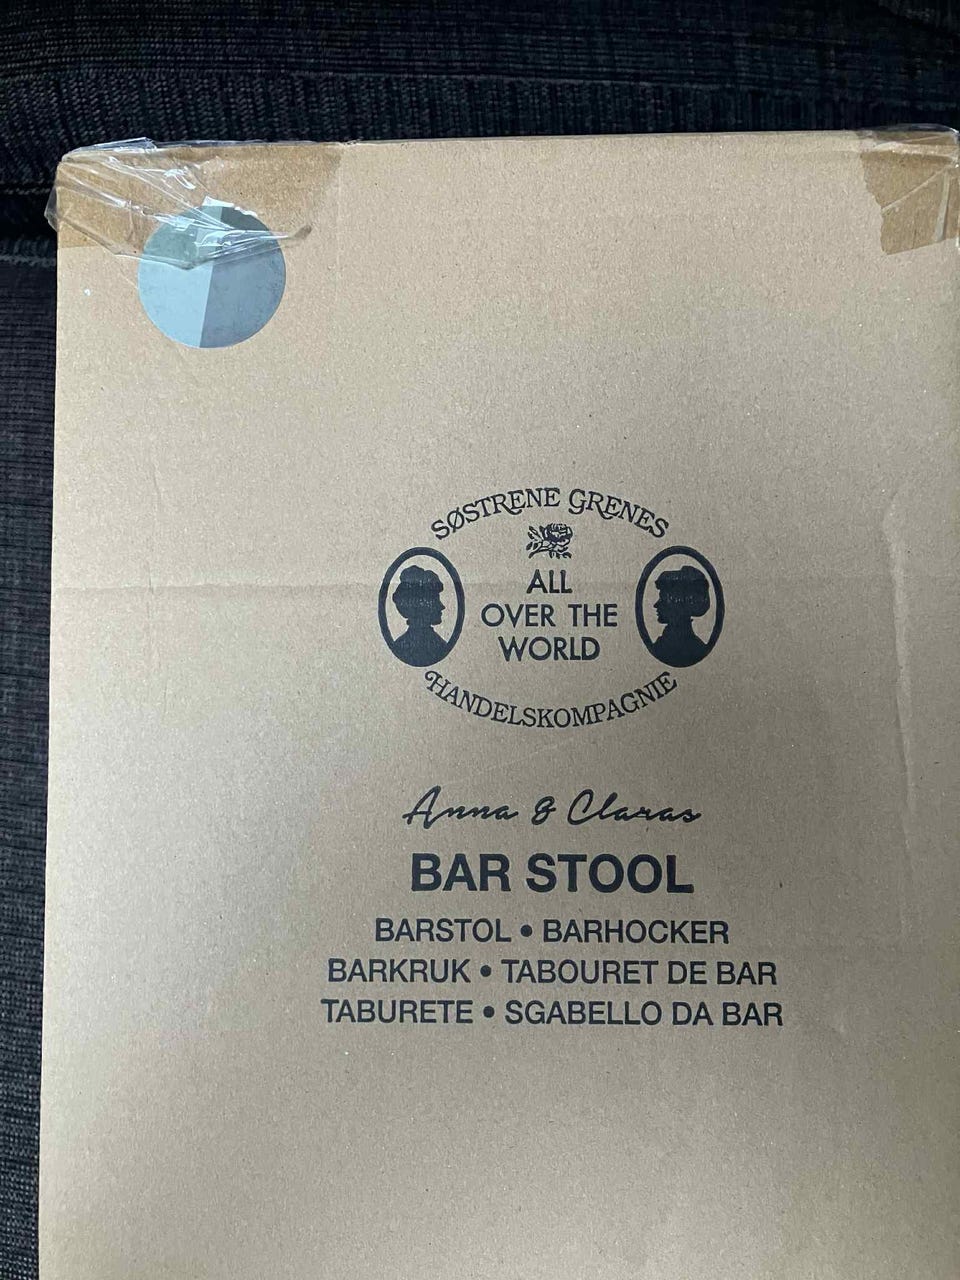 SØSTRENE GRENES
ALL
OVER THE
WORLD
HANDELSKOMPAGNIE
Anna & Claras
BAR STOOL
BARSTOL • BARHOCKER
BARKRUK • TABOURET DE BAR
TABURETE • SGABELLO DA BAR